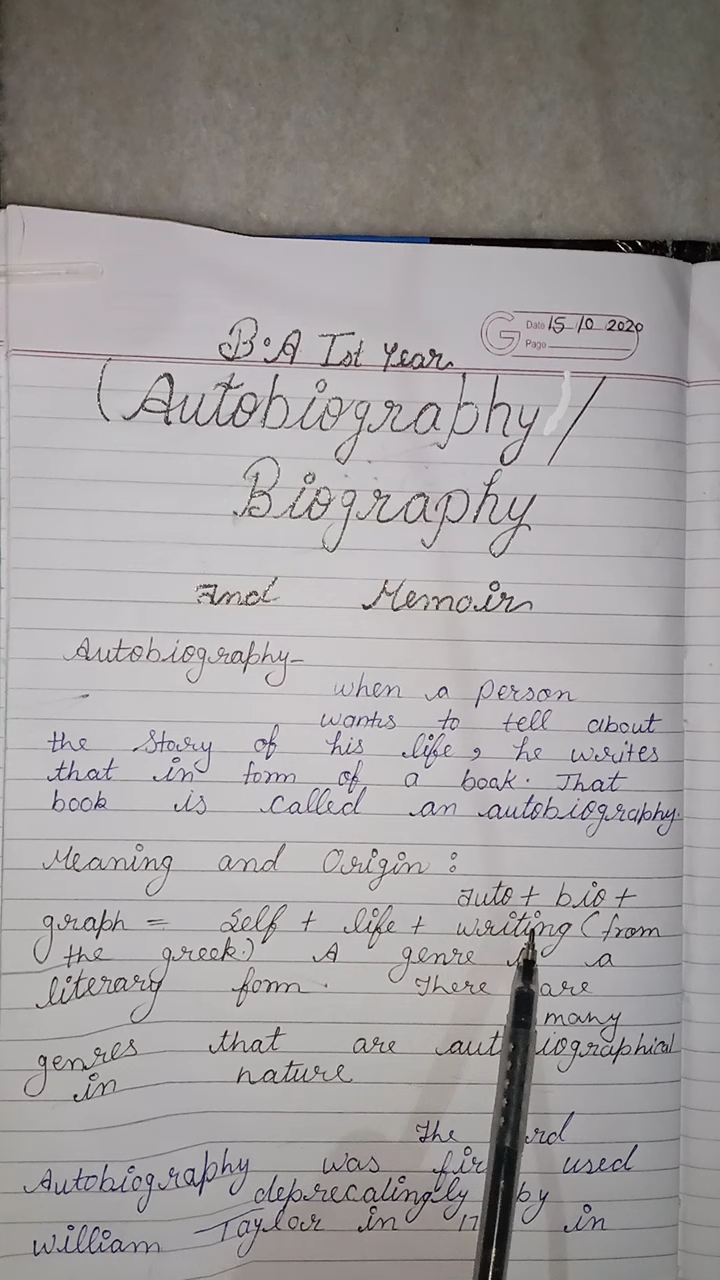 Date 15 10 2020
Page
B.A Ist Year
(Autobiography) /
Biography
and Memoir
Autobiography-
when a person
wants to tell about
the story of his life, he writes
that in form of a book. That
book is called an autobiography.
Meaning and Origin :
auto + bio +
graph = Self + life + writing (from
the greek.) A genre a
literary form. There are
many
genres that are autobiographical
in nature
The
Autobiography was used
deprecatingly by
William Taylor in in